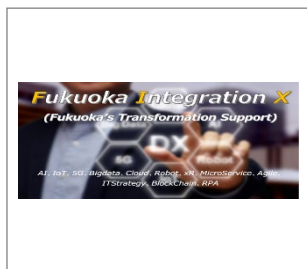 Fukuoka Integration X
(Fukuoka's Transformation Support)
5G
DX
Robot
AI, IoT, 5G, Bigdata, Cloud, Robot, xR, MicroService, Agile,
ITStrategy, BlockChain, RPA